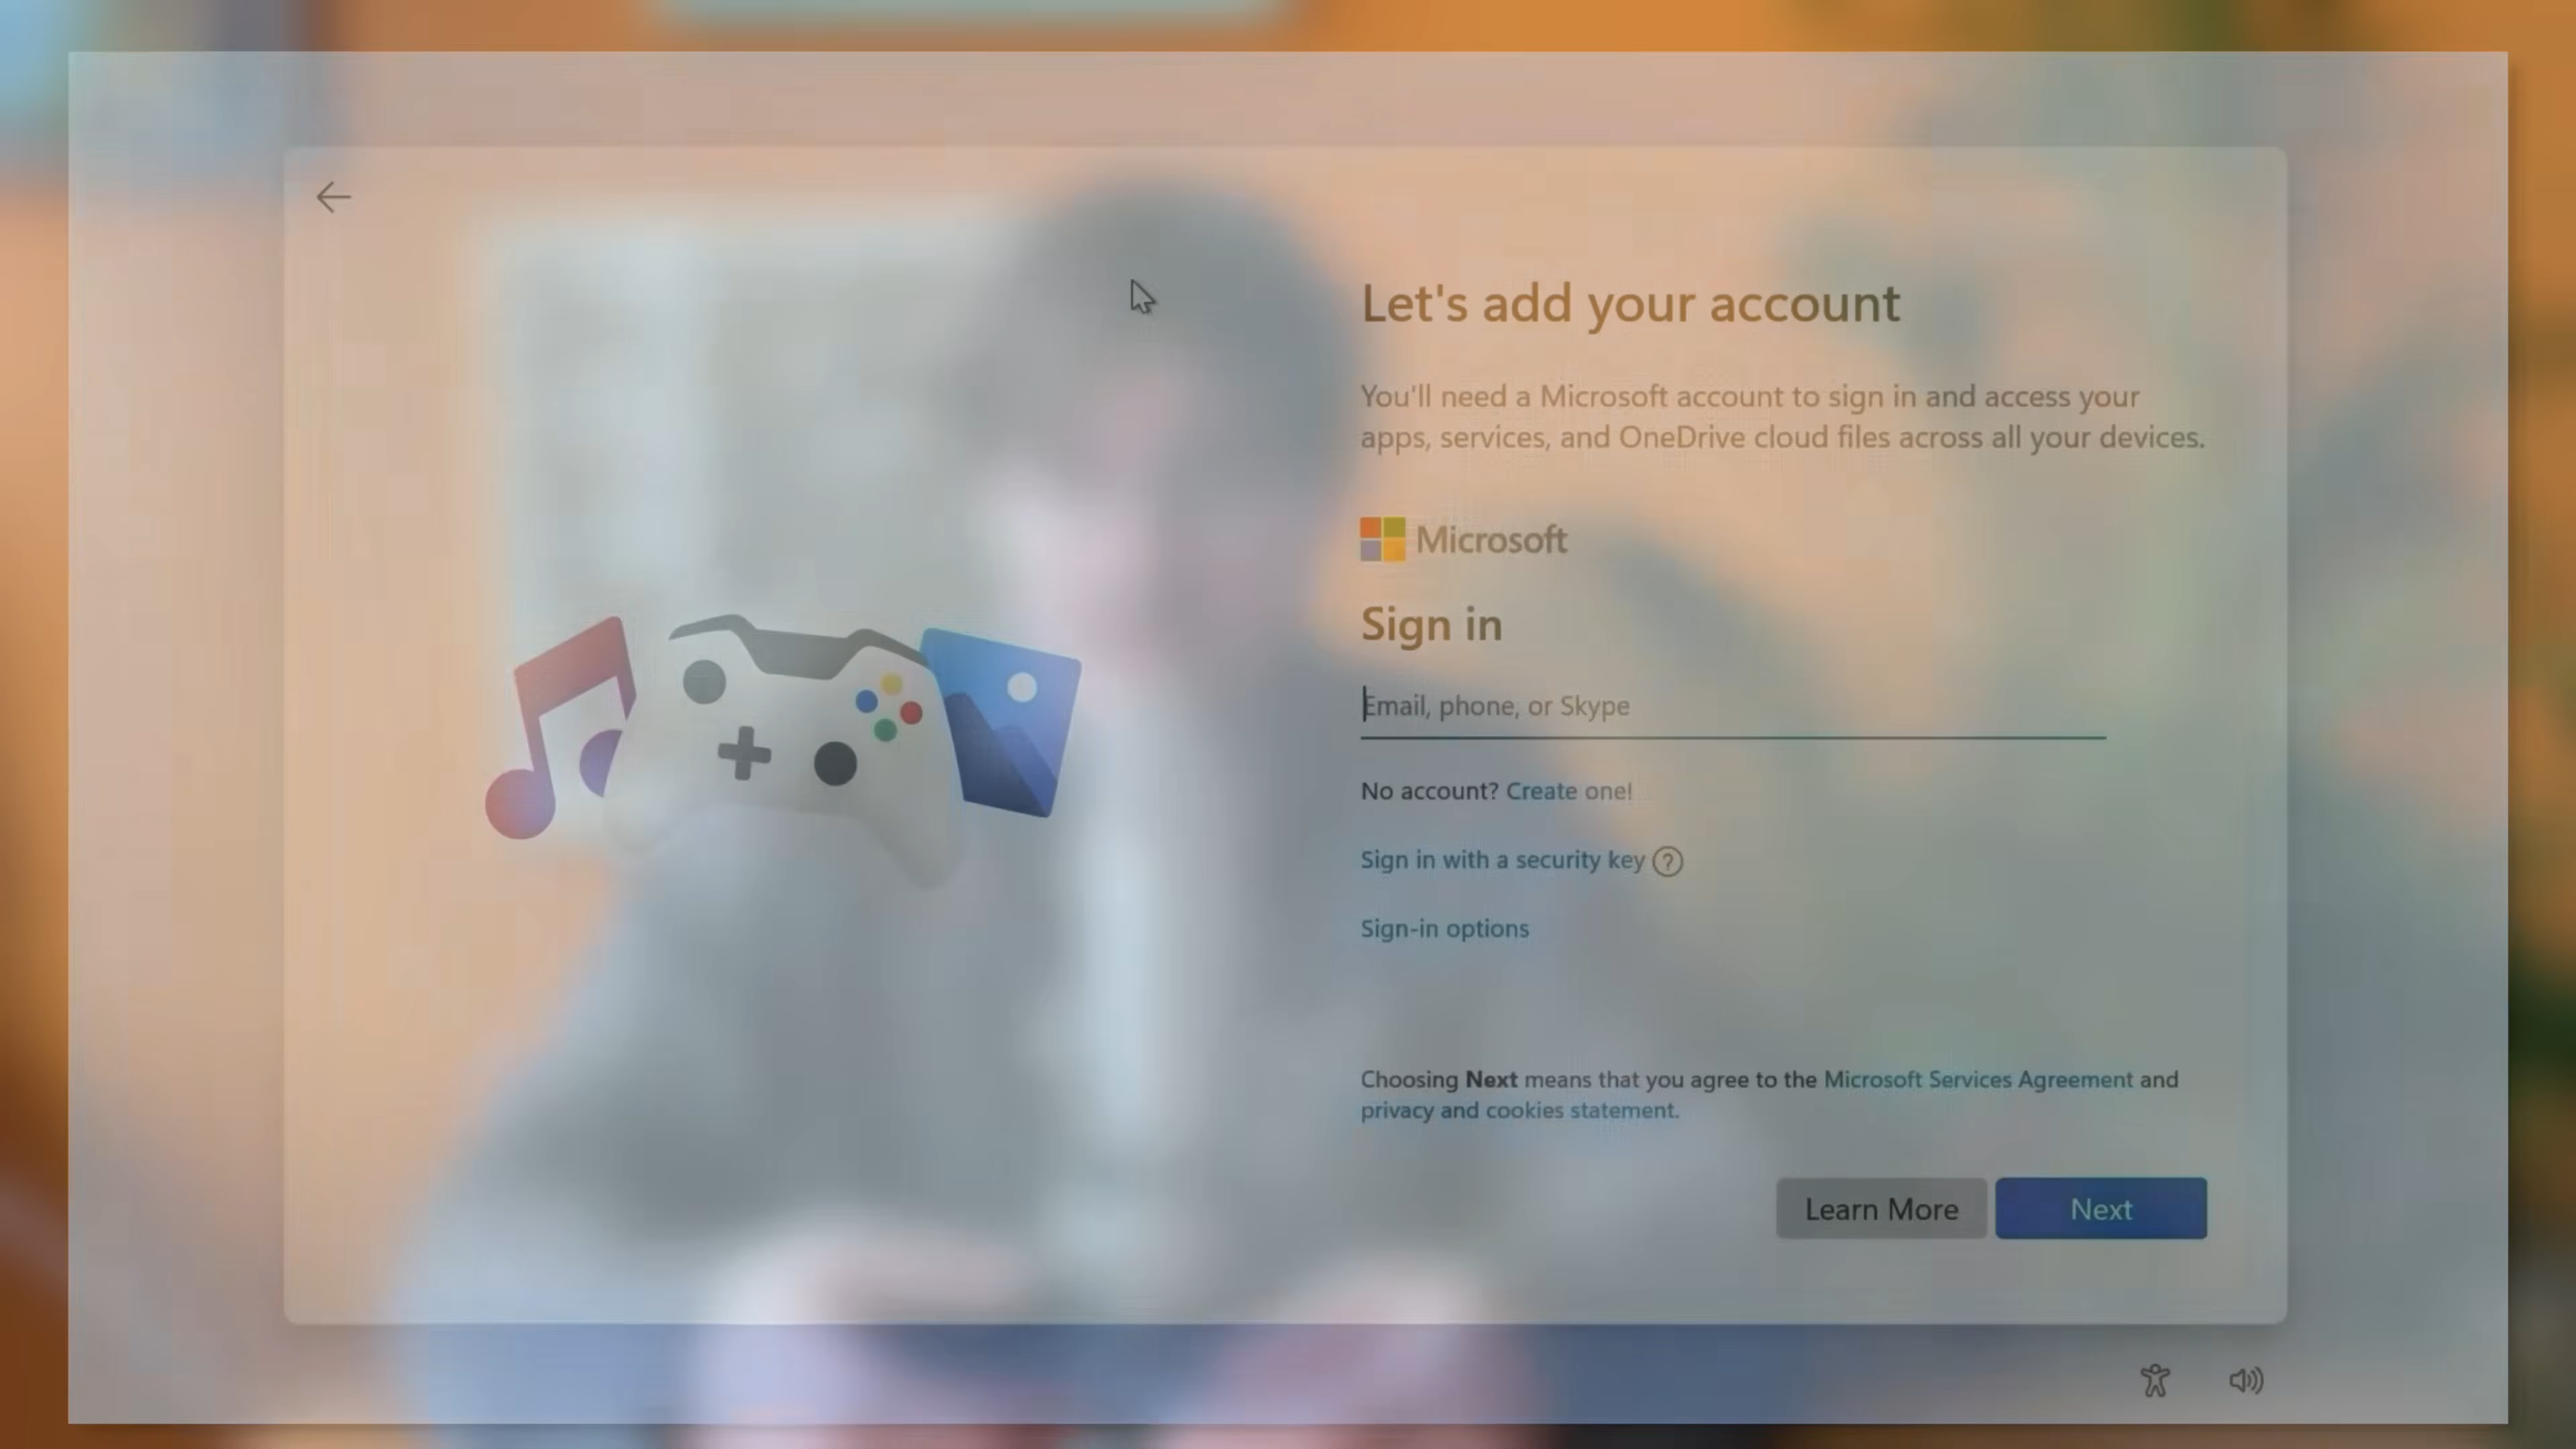 Let's add your account
You'll need a Microsoft account to sign in and access your
apps, services, and OneDrive cloud files across all your devices.
Microsoft
Sign in
Email, phone, or Skype
No account? Create one!
Sign in with a security key
Sign-in options
Choosing Next means that you agree to the Microsoft Services Agreement and
privacy and cookies statement.
Learn More
Next